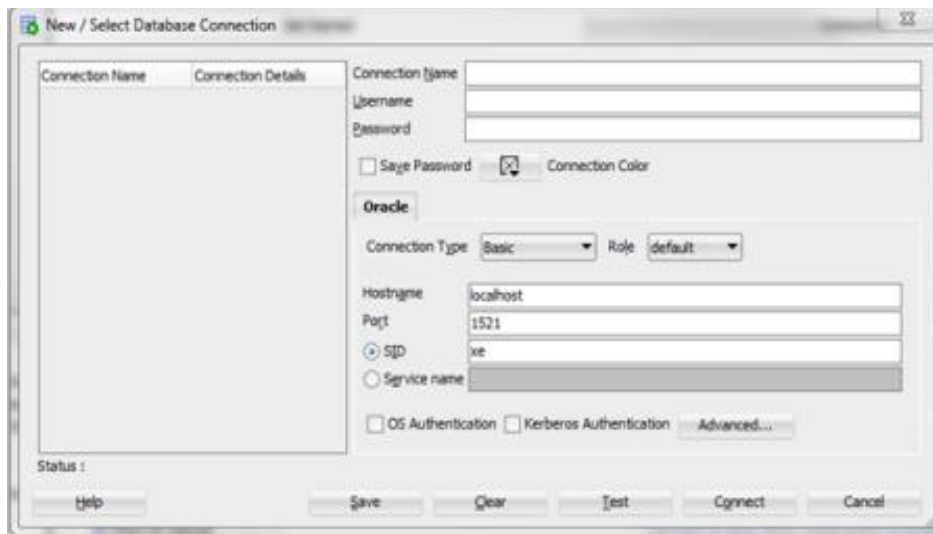 New / Select Database Connection
Connection Name Connection Details
Connection Name
Username
Password
Save Password Connection Color
Oracle
Connection Type Basic Role default
Hostname localhost
Port 1521
SID xe
Service name
OS Authentication Kerberos Authentication Advanced...
Status :
Help Save Clear Test Connect Cancel